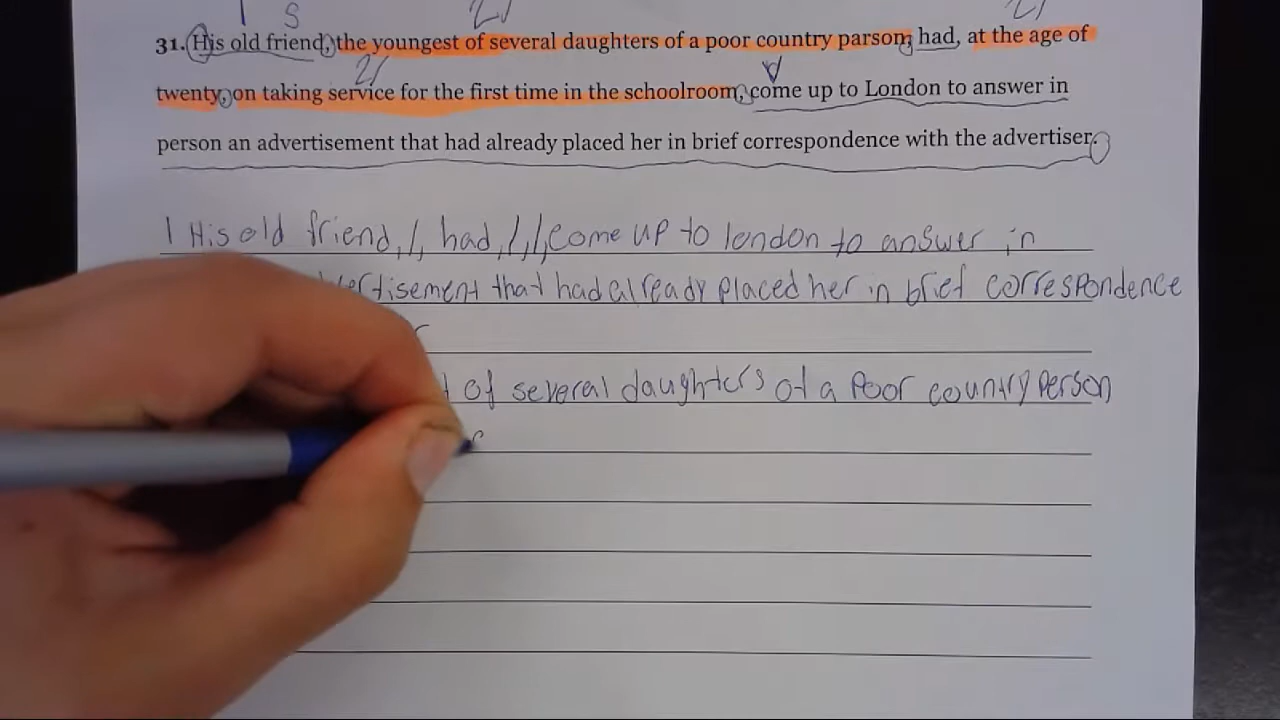 1 S 2/ 2/
31. His old friend, the youngest of several daughters of a poor country parson, had, at the age of
2/ V
twenty, on taking service for the first time in the schoolroom, come up to London to answer in
person an advertisement that had already placed her in brief correspondence with the advertiser.
1 His old friend, /, had, /, /, come up to london to answer in
vertisement that had already placed her in brief correspondence
r
t of several daughters of a Poor country Person